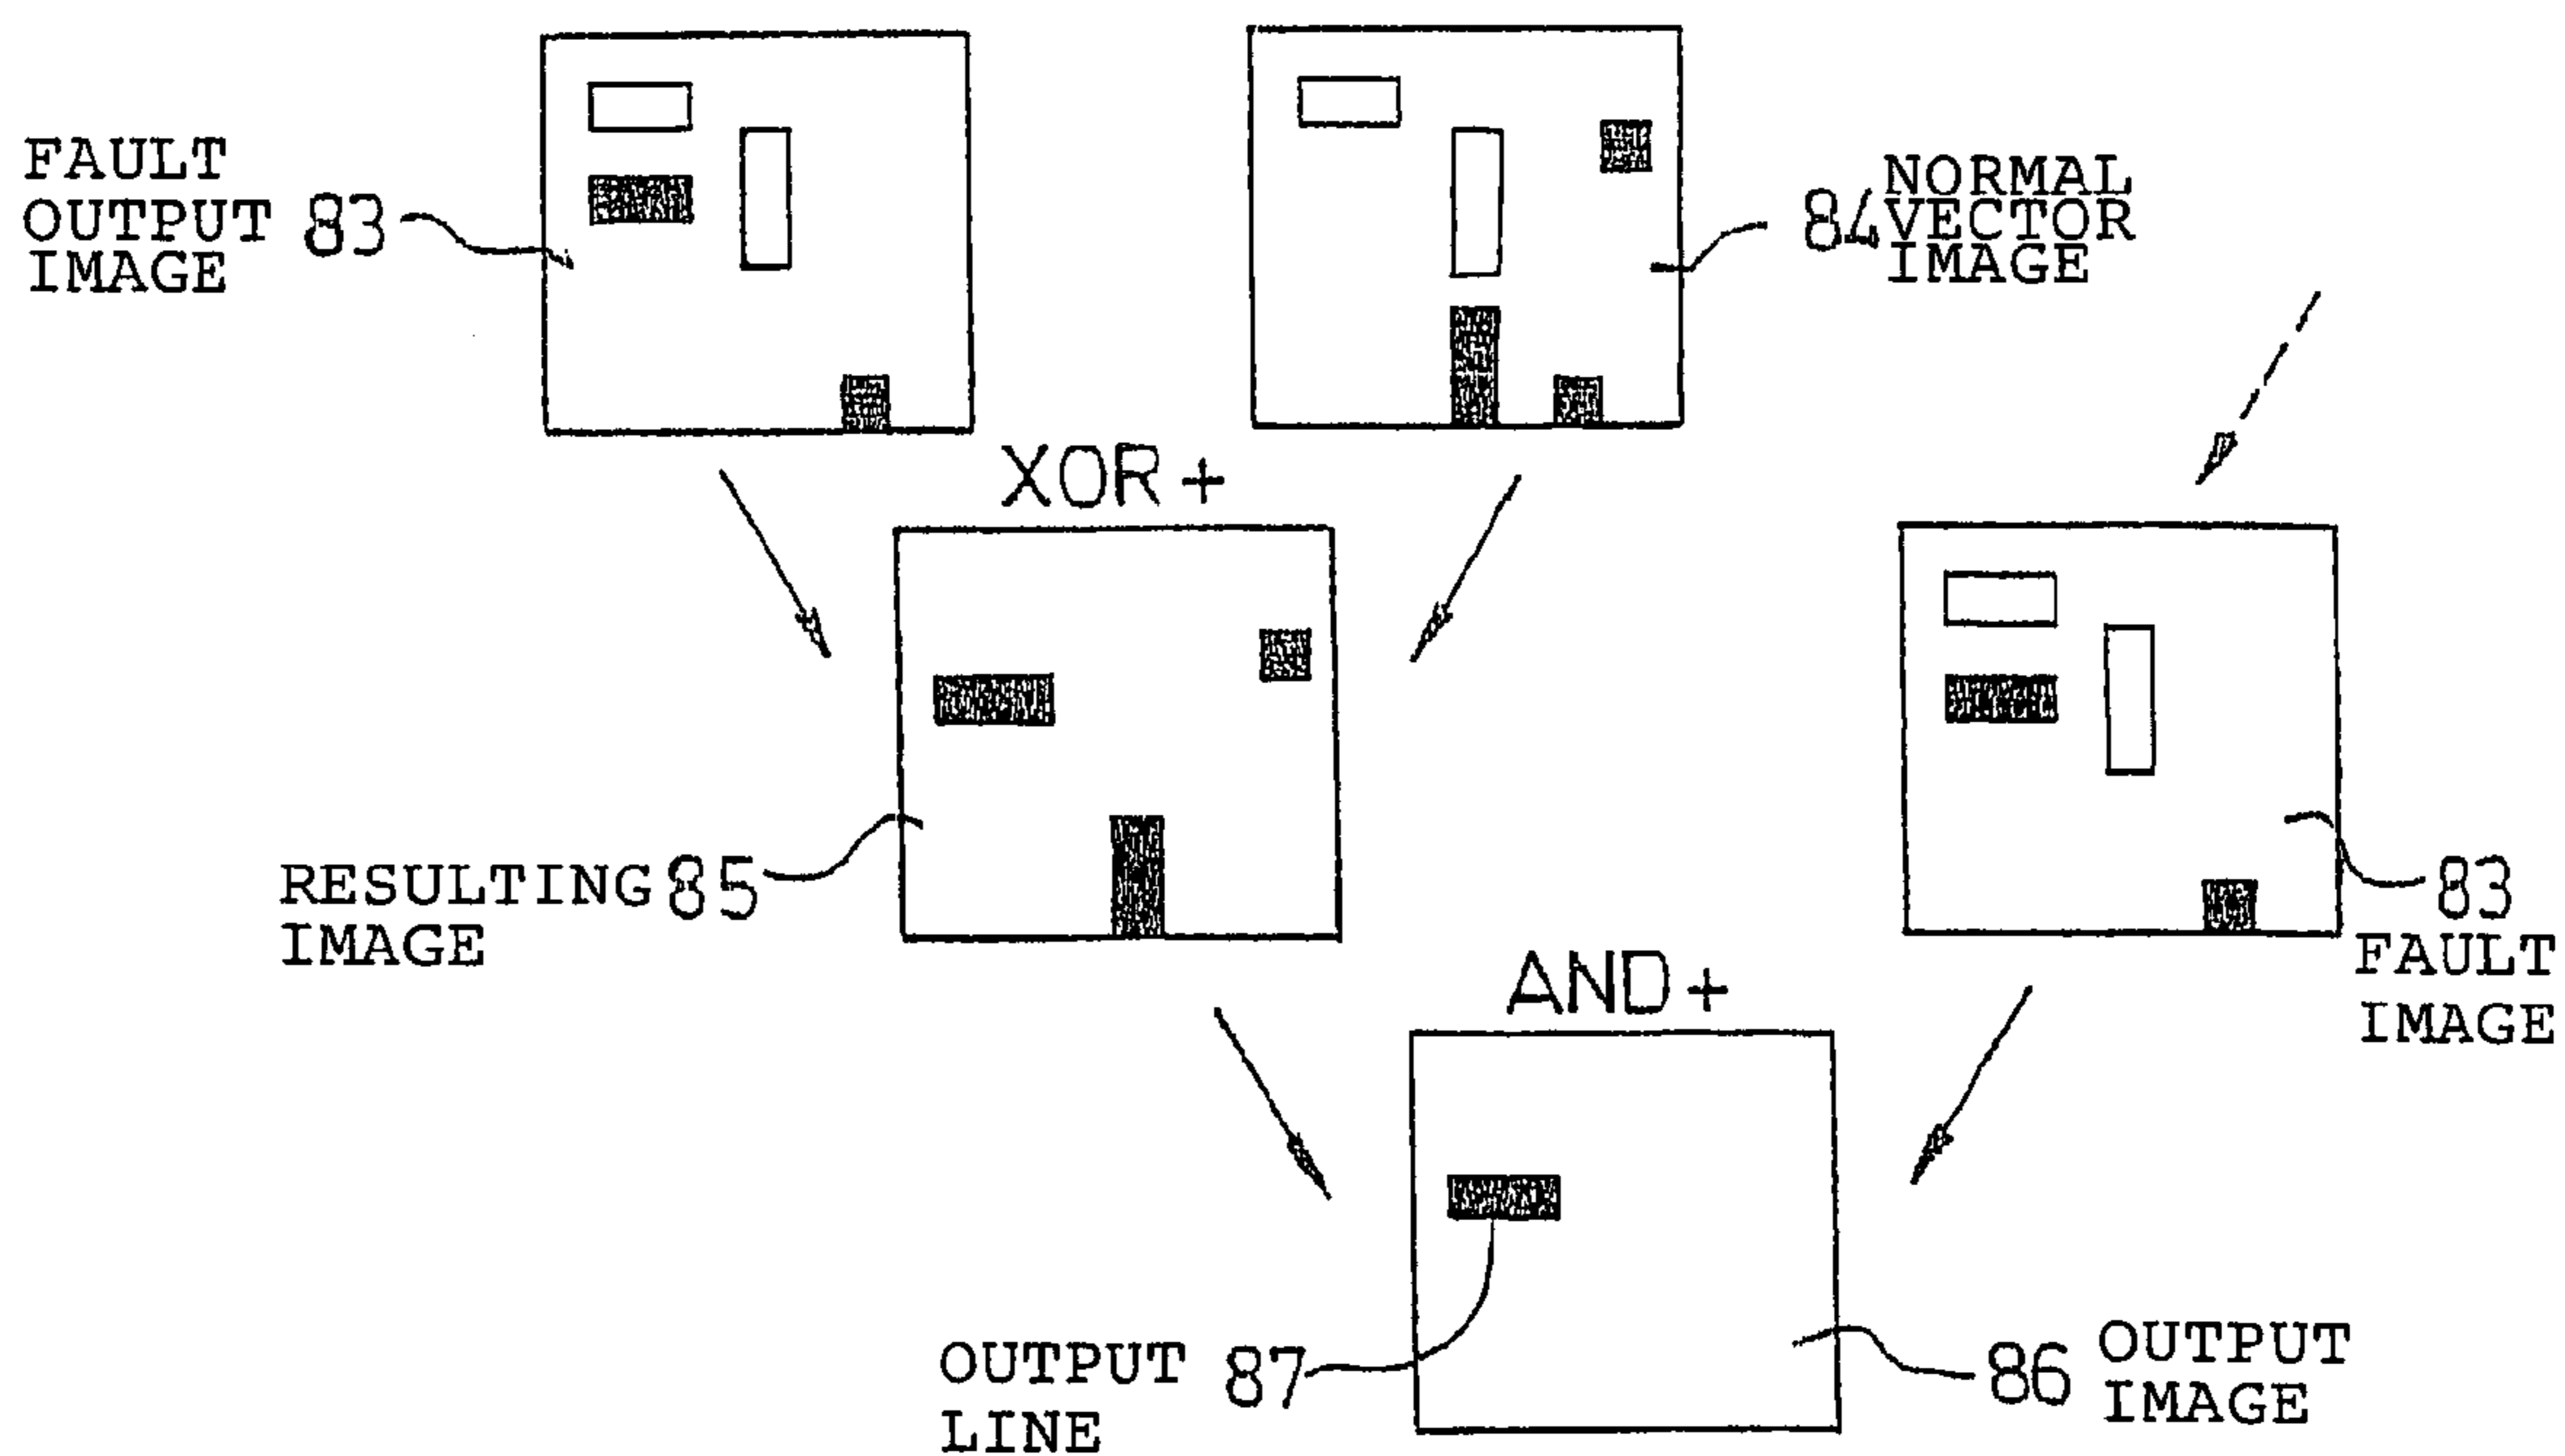 FAULT
OUTPUT 83
IMAGE
NORMAL
84 VECTOR
IMAGE
XOR +
RESULTING 85
IMAGE
83
FAULT
IMAGE
AND +
OUTPUT 87
LINE
86 OUTPUT
IMAGE